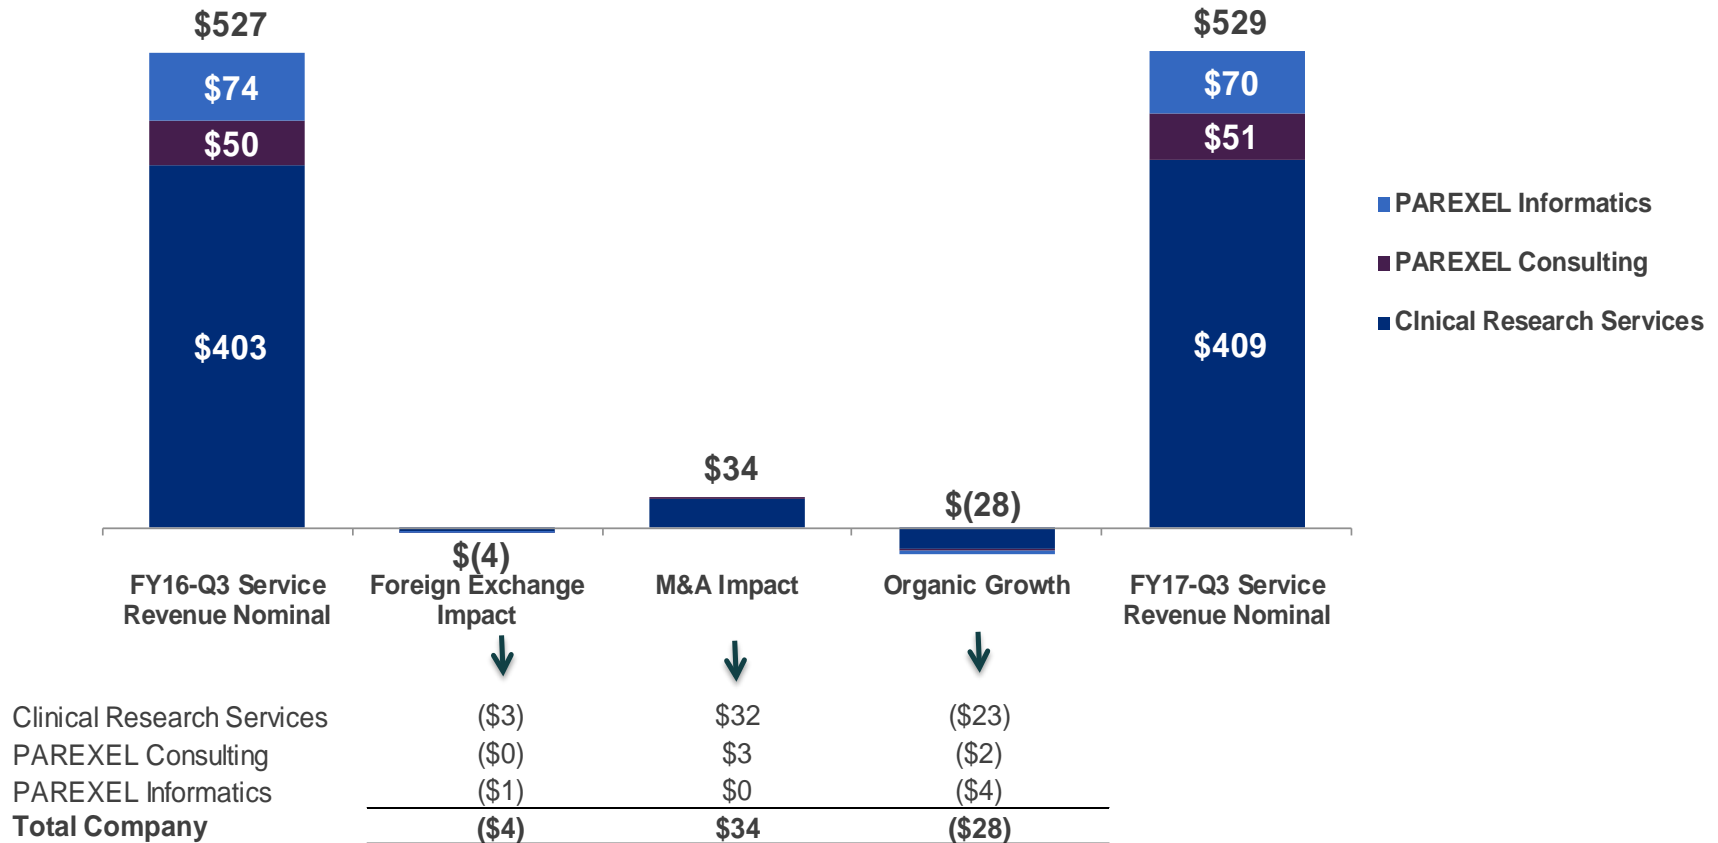 $527
$529
$74
$70
$50
$51
$403
$409
PAREXEL Informatics
PAREXEL Consulting
Clnical Research Services
$34
$(28)
$(4)
FY16-Q3 Service
Revenue Nominal
Foreign Exchange
Impact
M&A Impact
Organic Growth
FY17-Q3 Service
Revenue Nominal
Clinical Research Services ($3) $32 ($23)
PAREXEL Consulting ($0) $3 ($2)
PAREXEL Informatics ($1) $0 ($4)
Total Company ($4) $34 ($28)